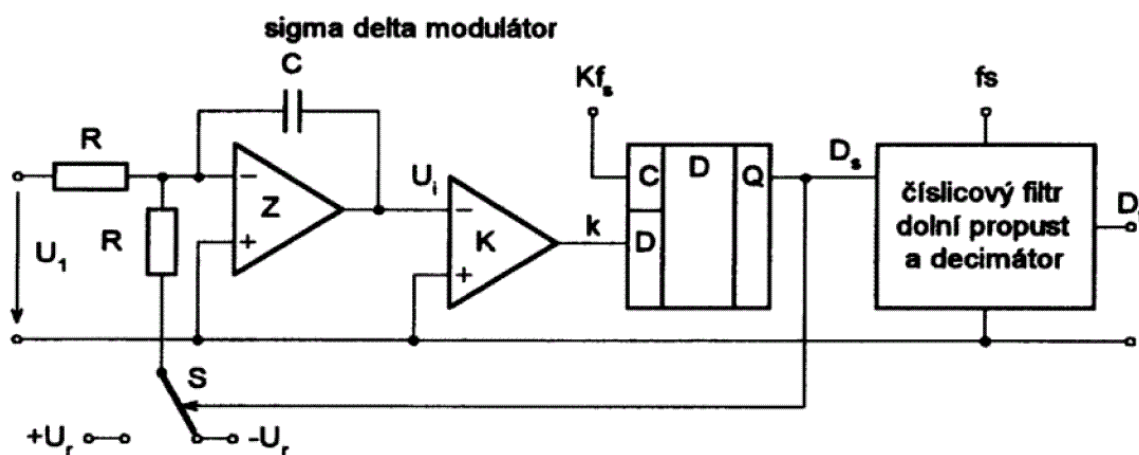 sigma delta modulátor
C
Kfₛ
fs
R
R
U₁
−
+
Z
Uᵢ
−
+
K
k
C
D
D
Q
Dₛ
číslicový filtr
dolní propust
a decimátor
D
S
+Uᵣ
-Uᵣ